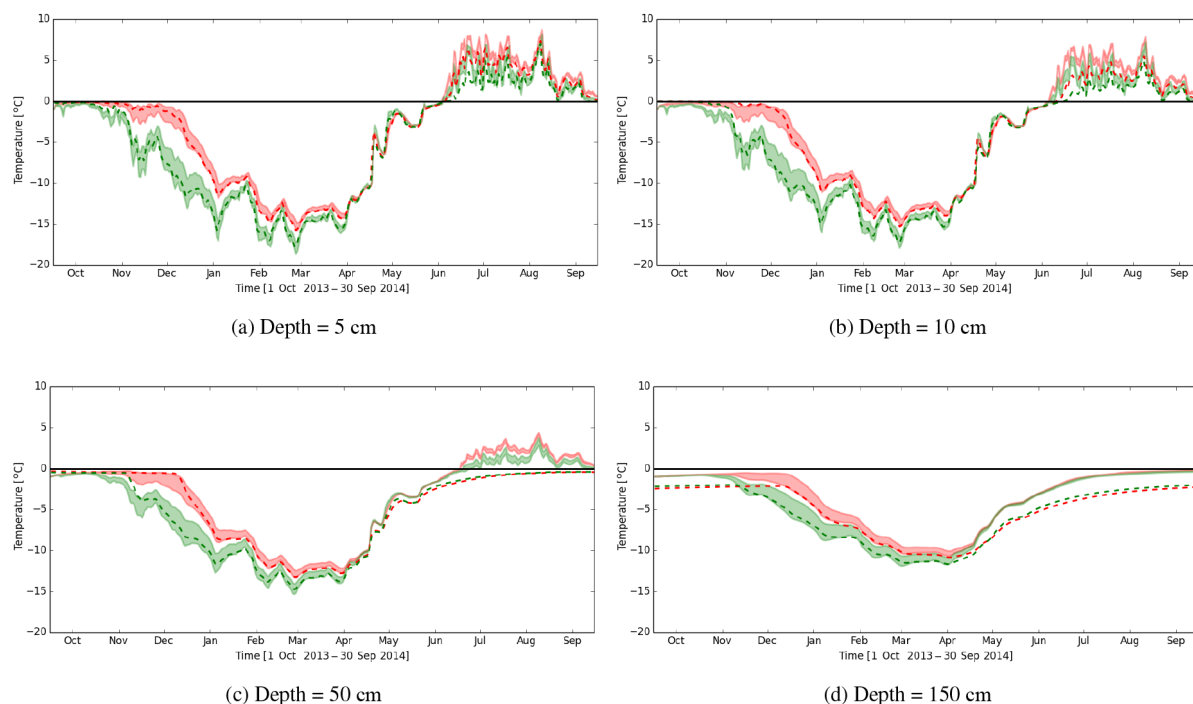 10
5
0
−5
−10
−15
−20
Temperature [°C]
Oct Nov Dec Jan Feb Mar Apr May Jun Jul Aug Sep
Time [1 Oct 2013 − 30 Sep 2014]
(a) Depth = 5 cm
10
5
0
−5
−10
−15
−20
Temperature [°C]
Oct Nov Dec Jan Feb Mar Apr May Jun Jul Aug Sep
Time [1 Oct 2013 − 30 Sep 2014]
(b) Depth = 10 cm
10
5
0
−5
−10
−15
−20
Temperature [°C]
Oct Nov Dec Jan Feb Mar Apr May Jun Jul Aug Sep
Time [1 Oct 2013 − 30 Sep 2014]
(c) Depth = 50 cm
10
5
0
−5
−10
−15
−20
Temperature [°C]
Oct Nov Dec Jan Feb Mar Apr May Jun Jul Aug Sep
Time [1 Oct 2013 − 30 Sep 2014]
(d) Depth = 150 cm